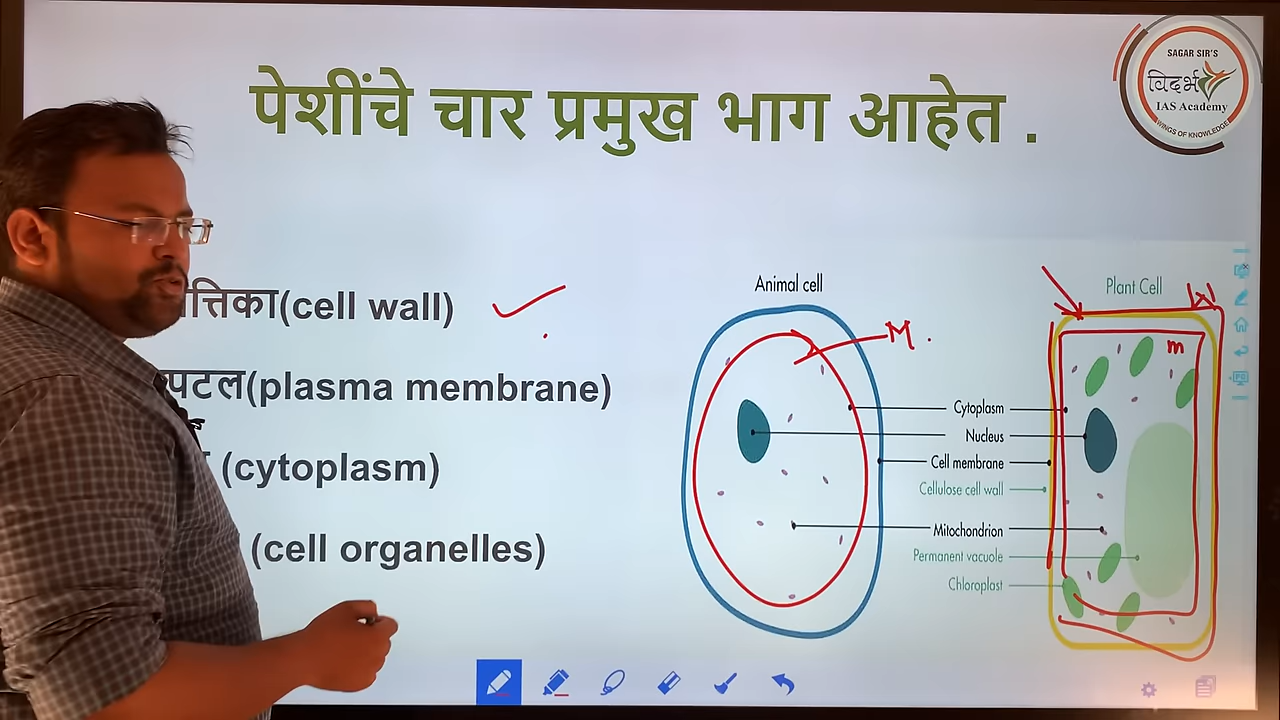 पेशींचे चार प्रमुख भाग आहेत .
SAGAR SIR'S
विदर्भ
IAS Academy
WINGS OF KNOWLEDGE
(cell wall)
पटल(plasma membrane)
(cytoplasm)
(cell organelles)
Animal cell
Plant Cell
W
M .
m
Cytoplasm
Nucleus
Cell membrane
Cellulose cell wall
Mitochondrion
Permanent vacuole
Chloroplast